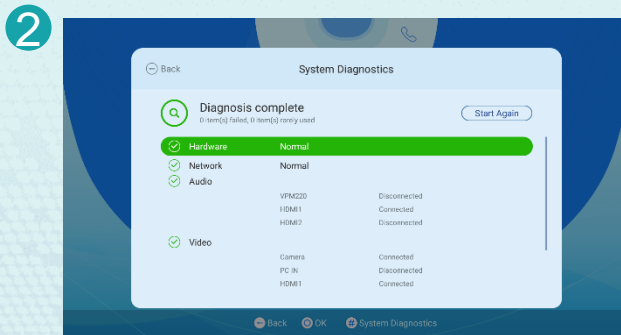 2
Back
System Diagnostics
Diagnosis complete
0 item(s) failed, 0 item(s) rarely used
Start Again
Hardware Normal
Network Normal
Audio
VPM220 Disconnected
HDMI1 Connected
HDMI2 Disconnected
Video
Camera Connected
PC IN Disconnected
HDMI1 Connected
Back OK # System Diagnostics